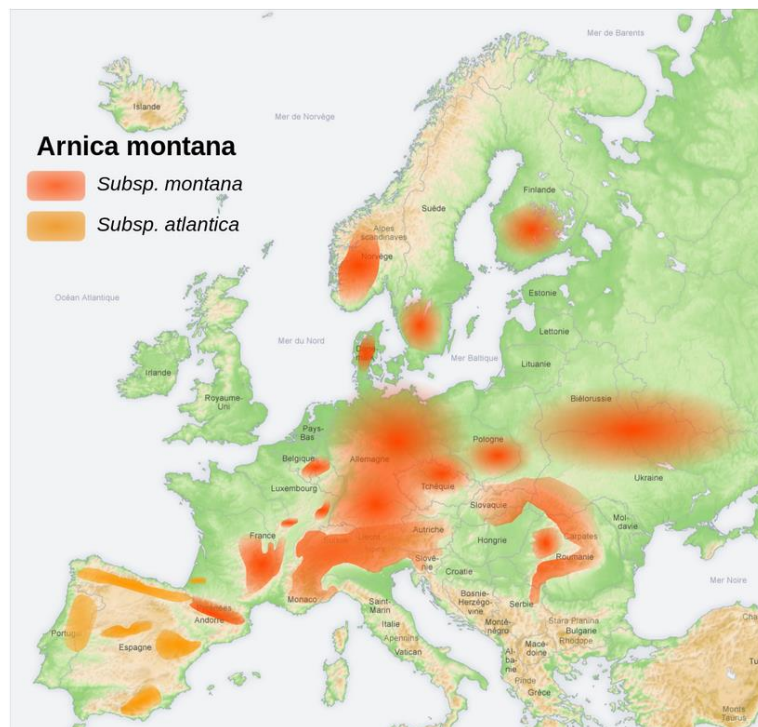 Mer de Barents
Islande
Mer de Norvège
Arnica montana
Subsp. montana
Subsp. atlantica
Finlande
Suède
Alpes
scandinaves
Norvège
Océan Atlantique
Estonie
Mer du Nord
Lettonie
Mer Baltique
Lituanie
Irlande
Royaume-
Uni
Biélorussie
Pays-
Bas
Pologne
Belgique
Allemagne
Tchéquie
Ukraine
Luxembourg
Slovaquie
Mol-
davie
France
Autriche
Hongrie
Carpates
Roumanie
Slové-
nie
Croatie
Mer Noire
Monaco
Saint-
Marin
Bosnie-
Herzégo-
vine
Serbie
Andorre
Italie
Monté-
négro
Stara Planina
Bulgarie
Rhodope
Portugal
Espagne
Apennins
Vatican
Macé-
doine
Al-
ba-
nie
Pinde
Grèce
Monts
Taurus